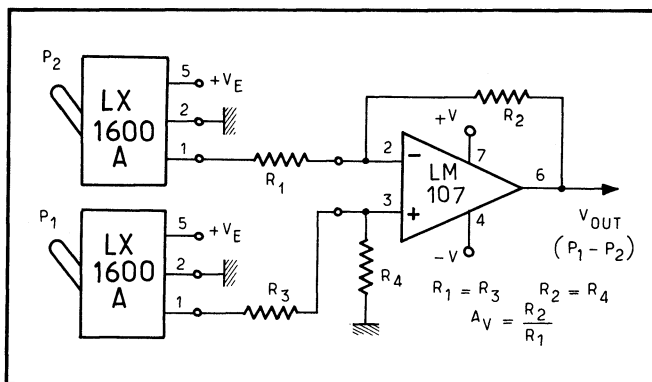 P2
LX
1600
A
5
+VE
2
1
R1
P1
LX
1600
A
5
+VE
2
1
R3
R2
+V
7
2
−
LM
107
6
3
+
4
−V
R4
VOUT
(P1 − P2)
R1 = R3 R2 = R4
AV = R2
R1